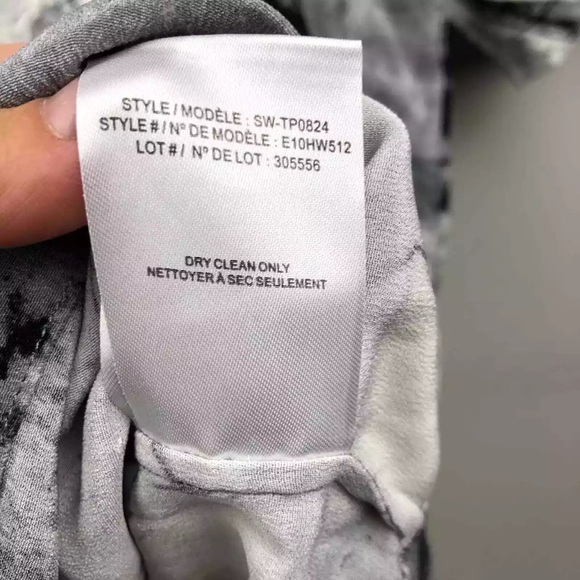 STYLE / MODÈLE : SW-TP0824
STYLE # / Nº DE MODÈLE : E10HW512
LOT # / Nº DE LOT : 305556
DRY CLEAN ONLY
NETTOYER À SEC SEULEMENT